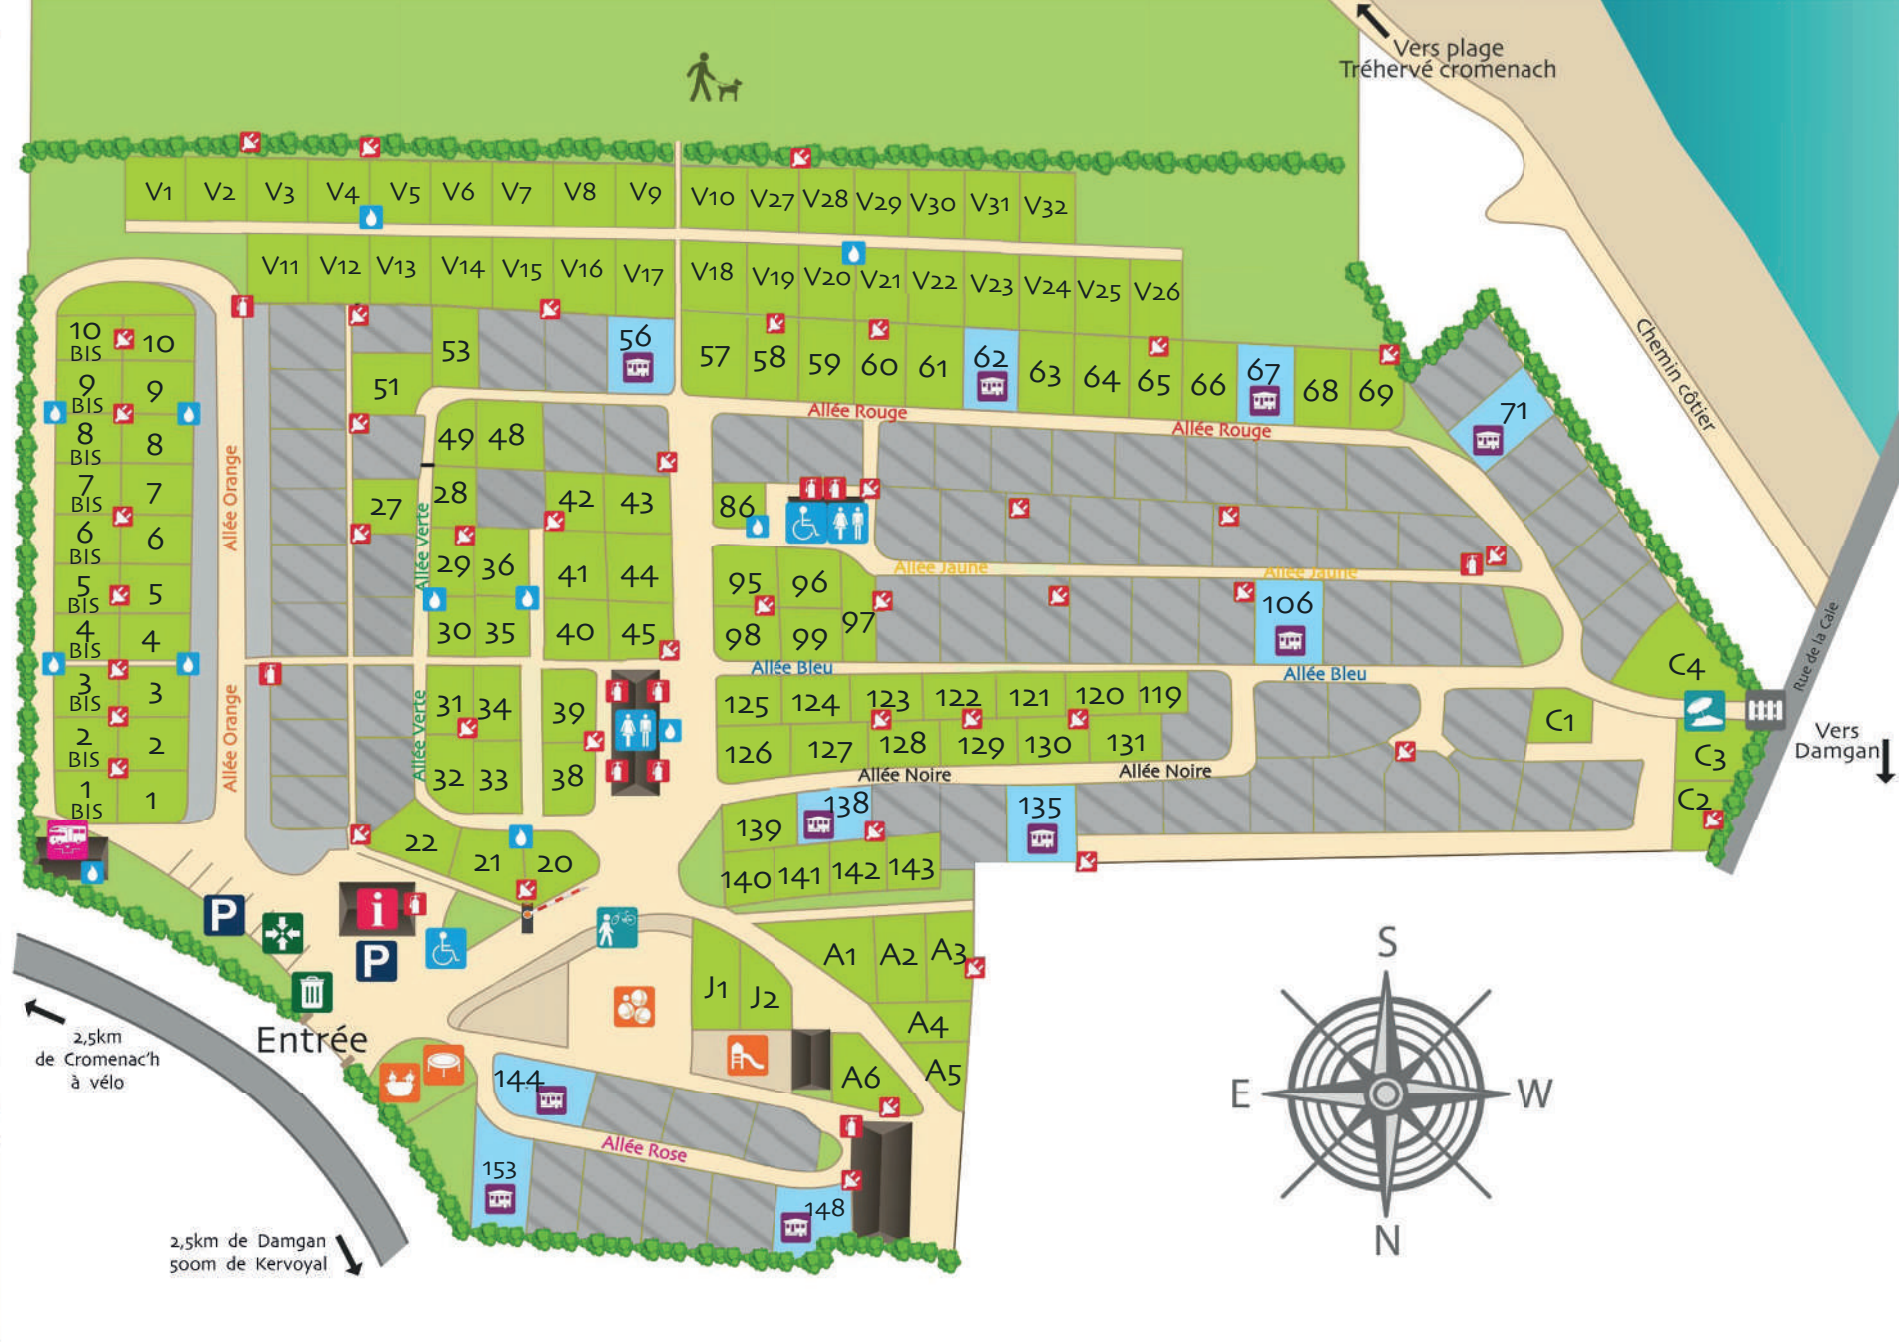 Vers plage
Tréhervé cromenach
V1 V2 V3 V4 V5 V6 V7 V8 V9 V10 V27 V28 V29 V30 V31 V32
V11 V12 V13 V14 V15 V16 V17 V18 V19 V20 V21 V22 V23 V24 V25 V26
10
BIS
10
9
BIS
9
8
BIS
8
7
BIS
7
6
BIS
6
5
BIS
5
4
BIS
4
3
BIS
3
2
BIS
2
1
BIS
1
Allée Orange
Allée Orange
53
56
51
57 58 59 60 61 62 63 64 65 66 67 68 69
71
Allée Rouge
Allée Rouge
Chemin côtier
49 48
27
28
42 43
86
Allée Verte
29 36
41 44
30 35
40 45
Allée Jaune
Allée Jaune
95 96
97
98 99
106
Allée Bleu
Allée Bleu
Rue de la Cale
C4
C1
C3
C2
Vers
Damgan
31 34
39
Allée Verte
32 33
38
125 124 123 122 121 120 119
126 127 128 129 130 131
Allée Noire
Allée Noire
22
21
20
139
138
135
140 141 142 143
P
i
P
Entrée
A1 A2 A3
A4
A5
A6
J1
J2
2,5km
de Cromenac'h
à vélo
144
Allée Rose
153
148
2,5km de Damgan
500m de Kervoyal
S
E
W
N